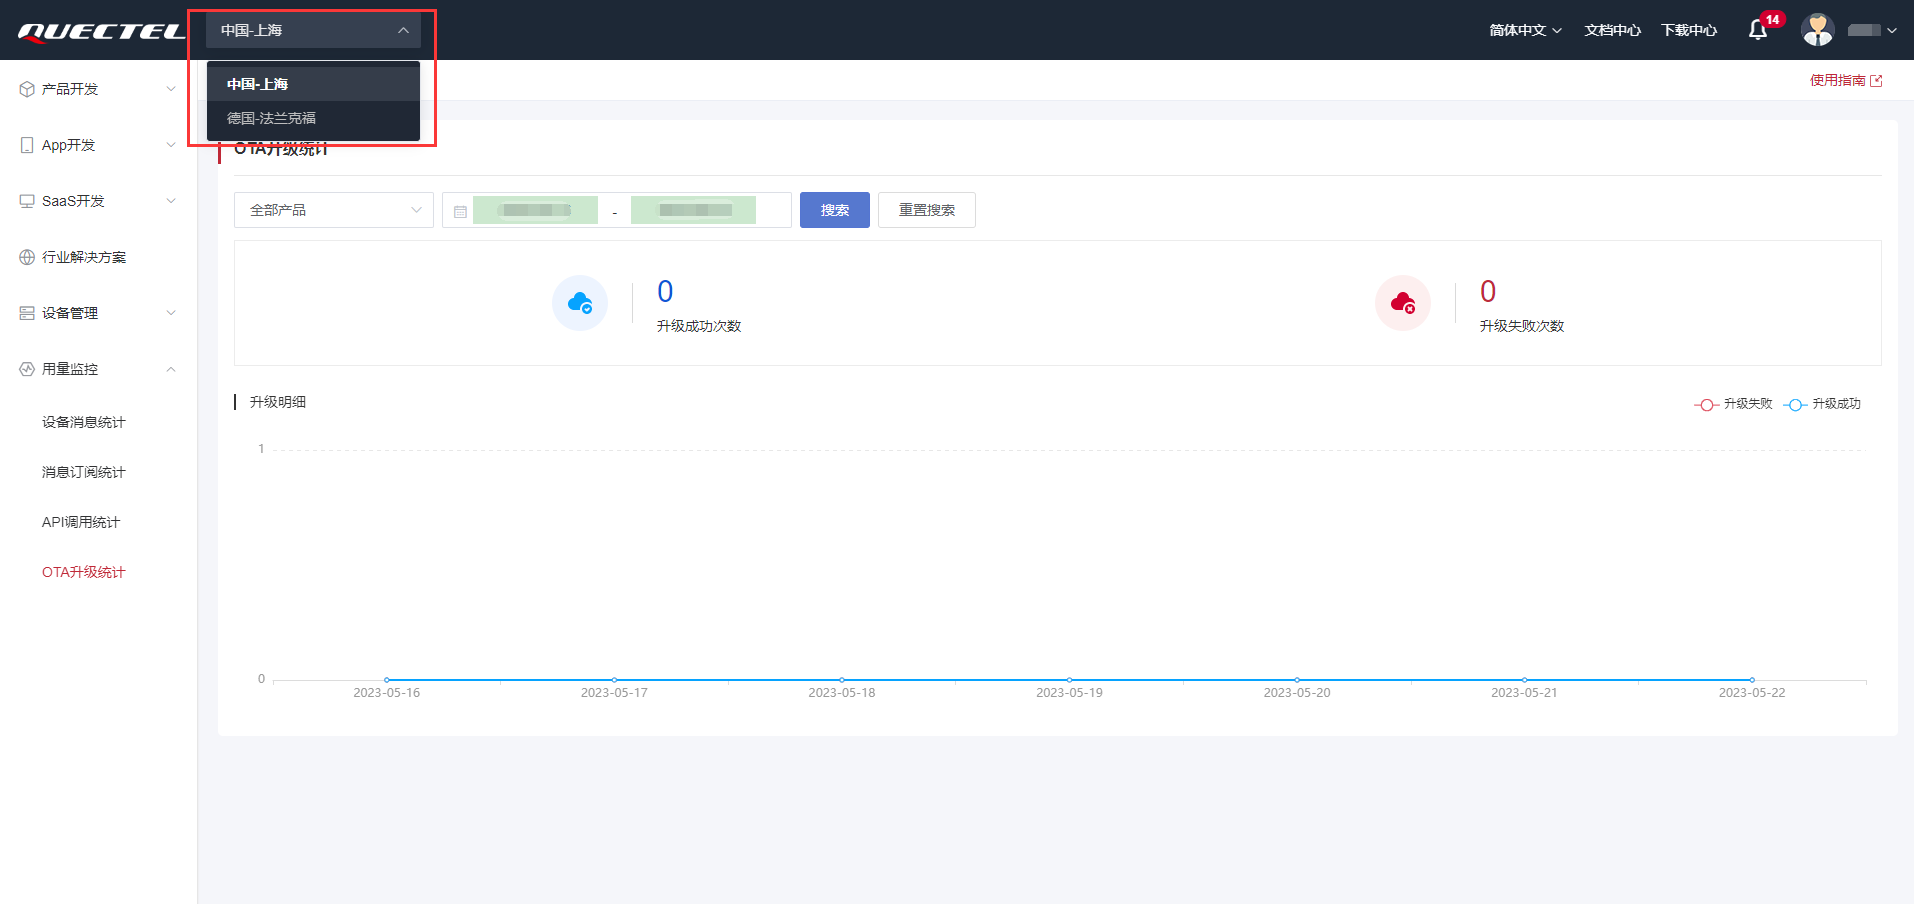 QUECTEL
中国-上海
简体中文
文档中心
下载中心
14
中国-上海
德国-法兰克福
使用指南
产品开发
App开发
SaaS开发
行业解决方案
设备管理
用量监控
设备消息统计
消息订阅统计
API调用统计
OTA升级统计
OTA升级统计
全部产品
-
搜索
重置搜索
0
升级成功次数
0
升级失败次数
升级明细
升级失败
升级成功
1
0
2023-05-16
2023-05-17
2023-05-18
2023-05-19
2023-05-20
2023-05-21
2023-05-22